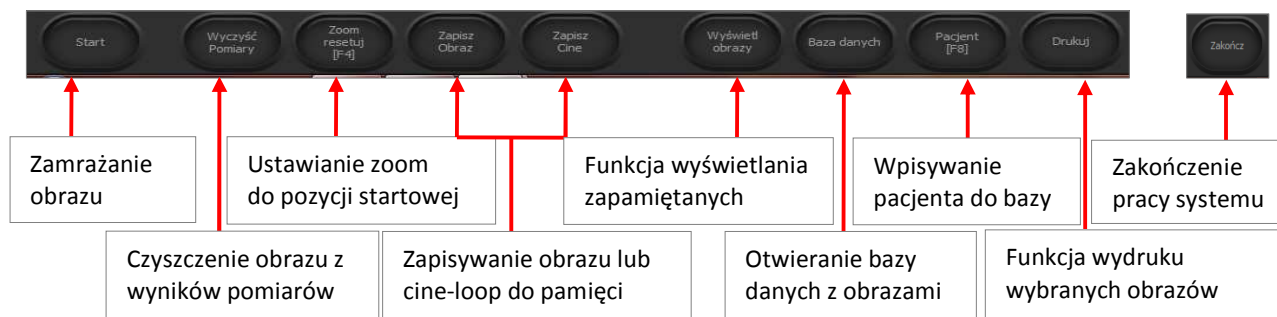 Start
Wyczyść
Pomiary
Zoom
resetuj
[F4]
Zapisz
Obraz
Zapisz
Cine
Wyświetl
obrazy
Baza danych
Pacjent
[F8]
Drukuj
Zakończ
Zamrażanie
obrazu
Ustawianie zoom
do pozycji startowej
Funkcja wyświetlania
zapamiętanych
Wpisywanie
pacjenta do bazy
Zakończenie
pracy systemu
Czyszczenie obrazu z
wyników pomiarów
Zapisywanie obrazu lub
cine-loop do pamięci
Otwieranie bazy
danych z obrazami
Funkcja wydruku
wybranych obrazów